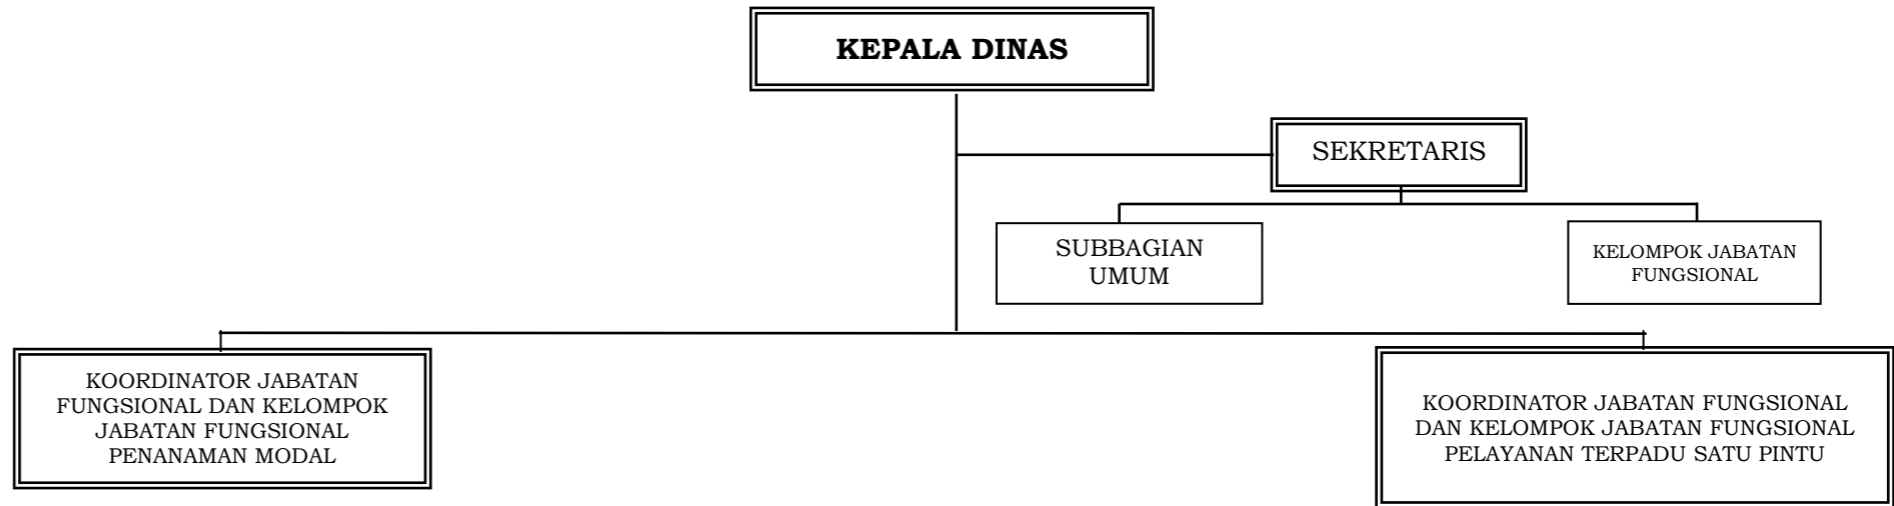 KEPALA DINAS
SEKRETARIS
SUBBAGIAN
UMUM
KELOMPOK JABATAN
FUNGSIONAL
KOORDINATOR JABATAN
FUNGSIONAL DAN KELOMPOK
JABATAN FUNGSIONAL
PENANAMAN MODAL
KOORDINATOR JABATAN FUNGSIONAL
DAN KELOMPOK JABATAN FUNGSIONAL
PELAYANAN TERPADU SATU PINTU